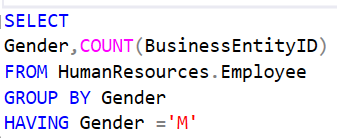 SELECT
Gender,COUNT(BusinessEntityID)
FROM HumanResources.Employee
GROUP BY Gender
HAVING Gender ='M'